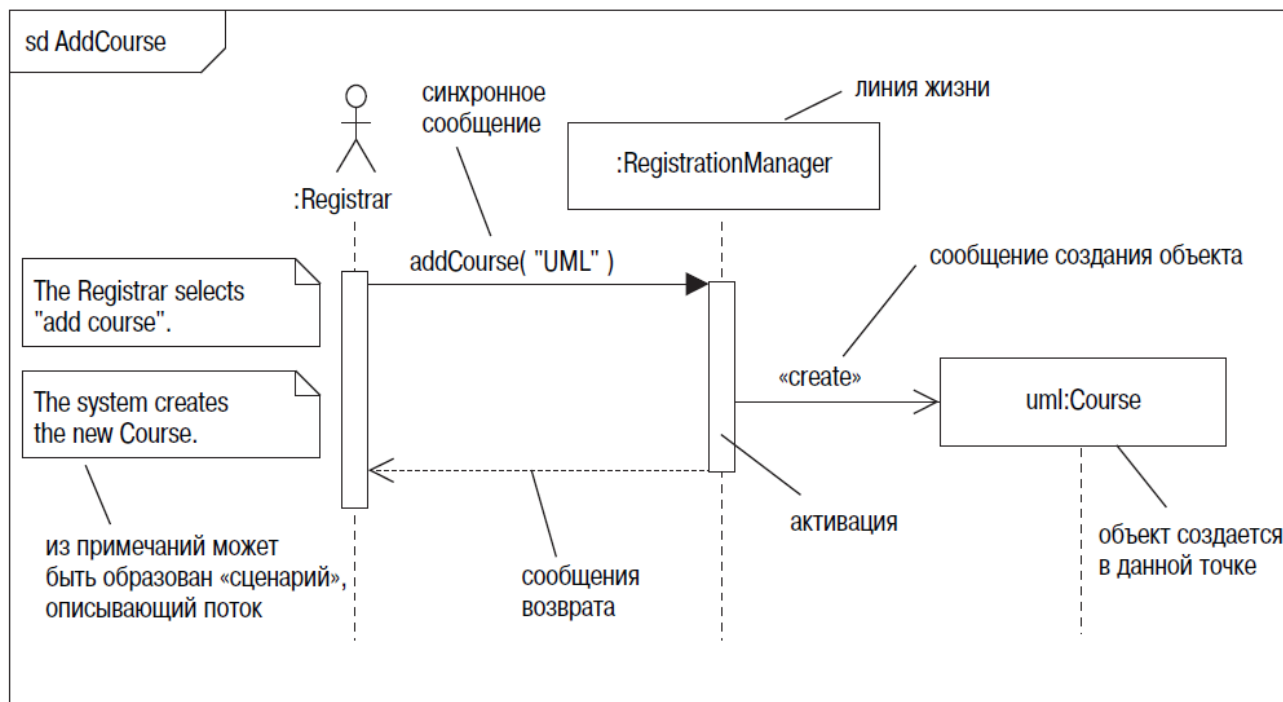 sd AddCourse
синхронное
сообщение
линия жизни
:RegistrationManager
:Registrar
addCourse( "UML" )
сообщение создания объекта
The Registrar selects
"add course".
«create»
uml:Course
The system creates
the new Course.
активация
объект создается
в данной точке
из примечаний может
быть образован «сценарий»,
описывающий поток
сообщения
возврата